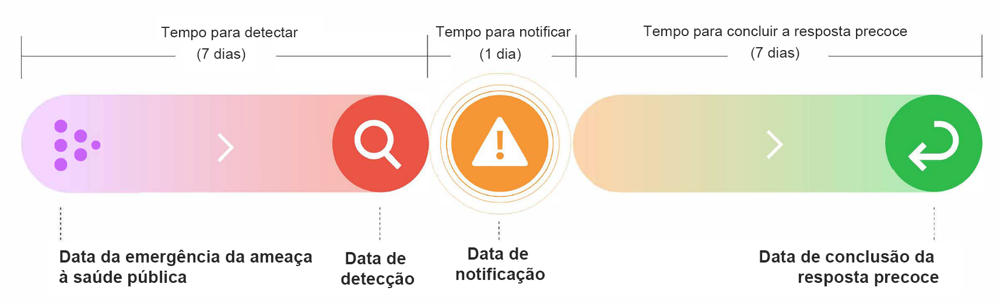 Tempo para detectar
(7 dias)
Tempo para notificar
(1 dia)
Tempo para concluir a resposta precoce
(7 dias)
Data da emergência da ameaça
à saúde pública
Data de
detecção
Data de
notificação
Data de conclusão da
resposta precoce